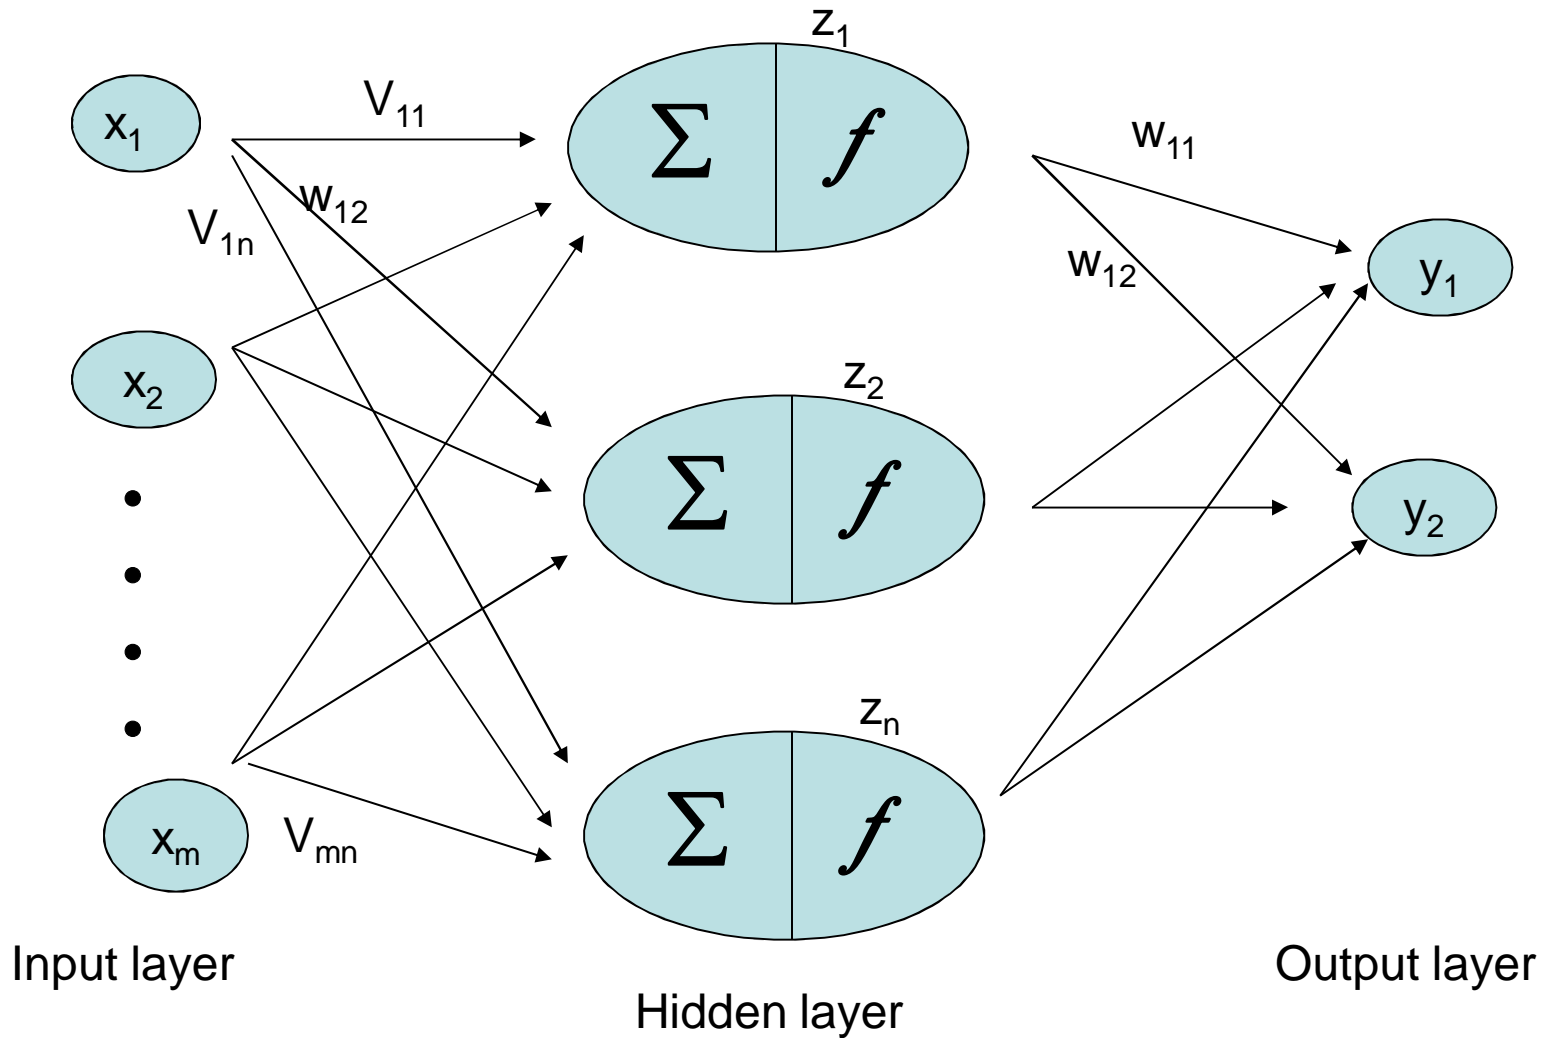 z₁
V₁₁
x₁
Σ f
w₁₁
w₁₂
V₁ₙ
w₁₂
y₁
z₂
x₂
Σ f
y₂
zₙ
xₘ
Vₘₙ
Σ f
Input layer
Output layer
Hidden layer